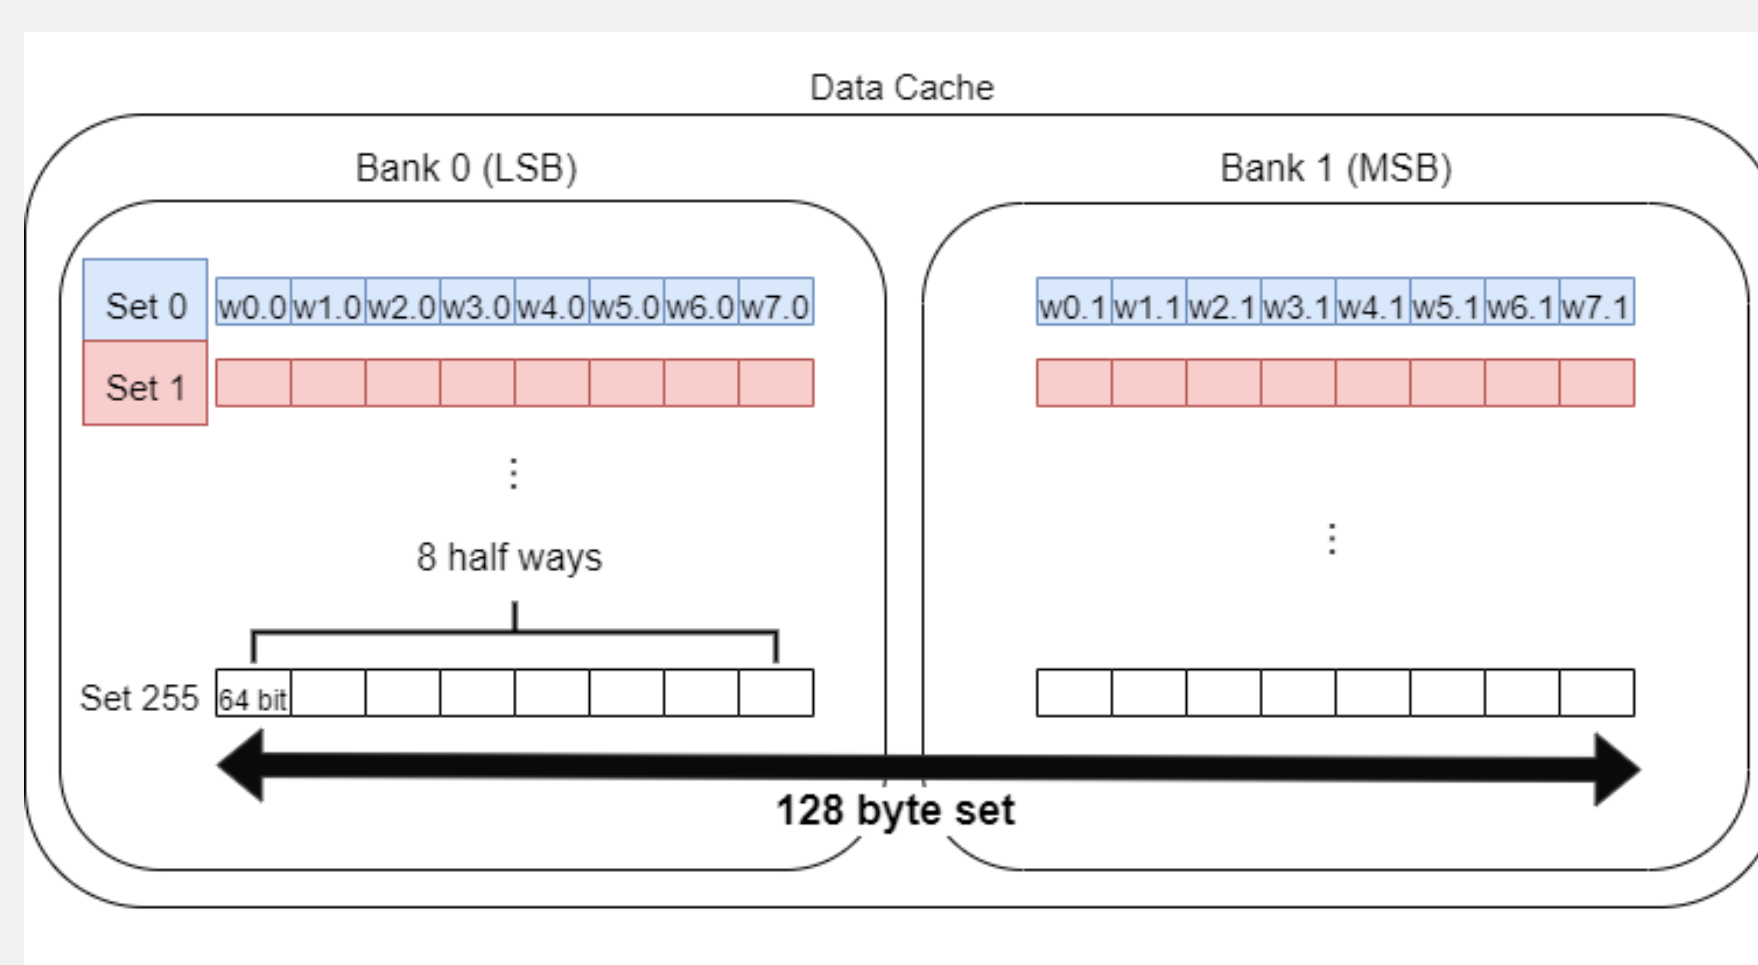 Data Cache
Bank 0 (LSB)
Bank 1 (MSB)
Set 0
w0.0 w1.0 w2.0 w3.0 w4.0 w5.0 w6.0 w7.0
w0.1 w1.1 w2.1 w3.1 w4.1 w5.1 w6.1 w7.1
Set 1
8 half ways
Set 255
64 bit
128 byte set